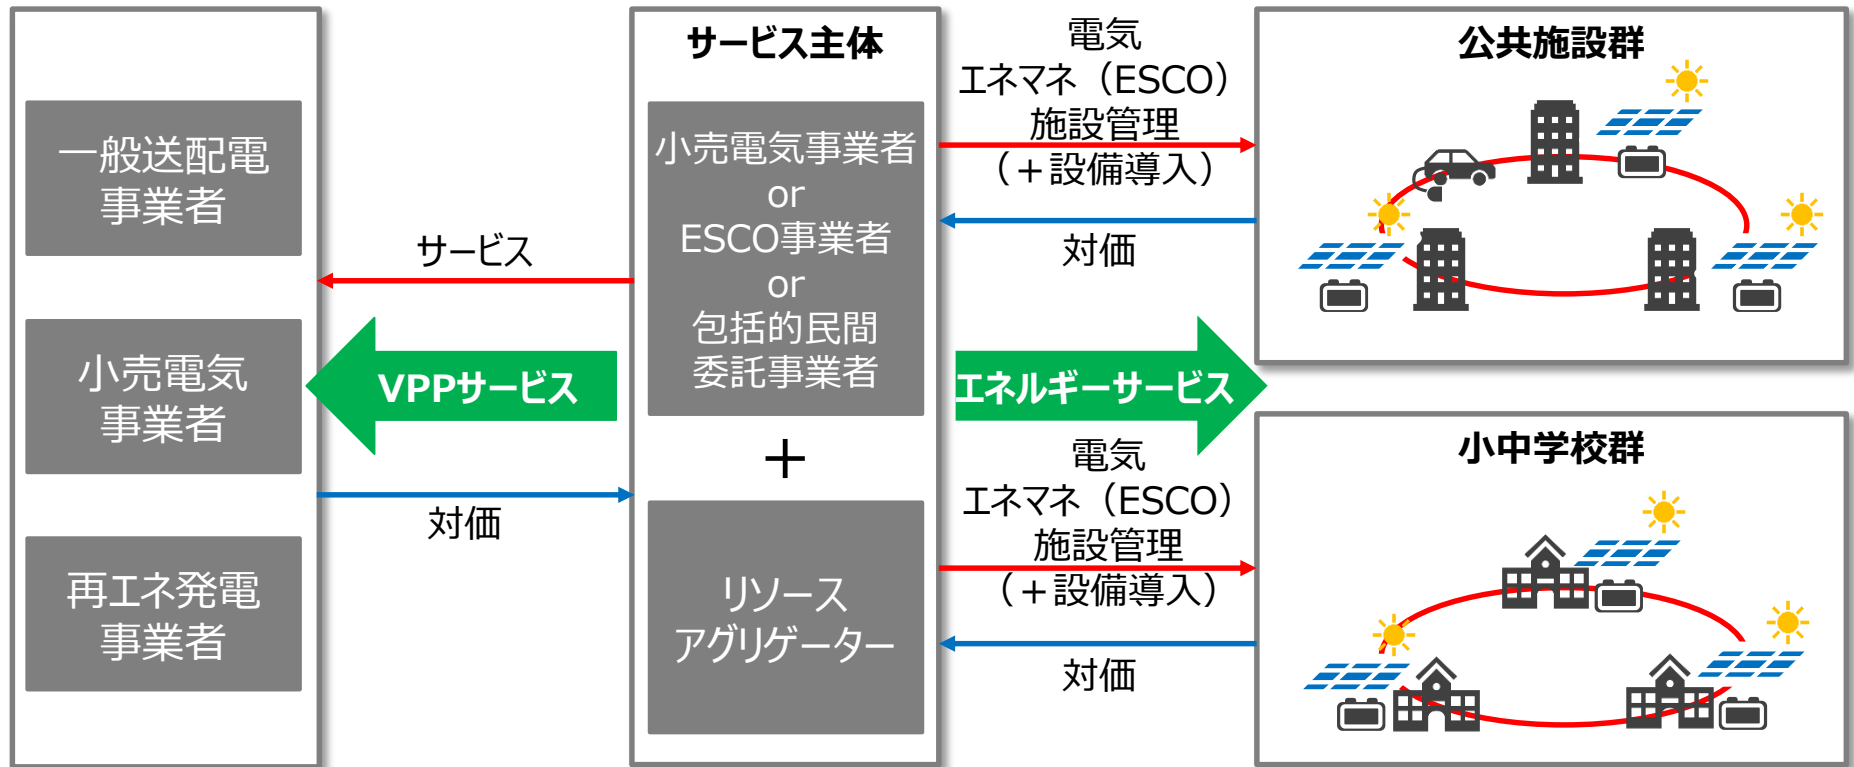 一般送配電
事業者
小売電気
事業者
再エネ発電
事業者
サービス
VPPサービス
対価
サービス主体
小売電気事業者
or
ESCO事業者
or
包括的民間
委託事業者
+
リソース
アグリゲーター
電気
エネマネ（ESCO）
施設管理
（＋設備導入）
対価
エネルギーサービス
電気
エネマネ（ESCO）
施設管理
（＋設備導入）
対価
公共施設群
小中学校群